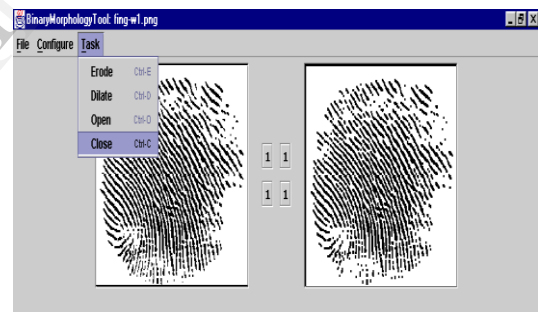 BinaryMorphologyTool: fing-w1.png
File Configure Task
Erode Ctrl-E
Dilate Ctrl-D
Open Ctrl-O
Close Ctrl-C
1 1
1 1